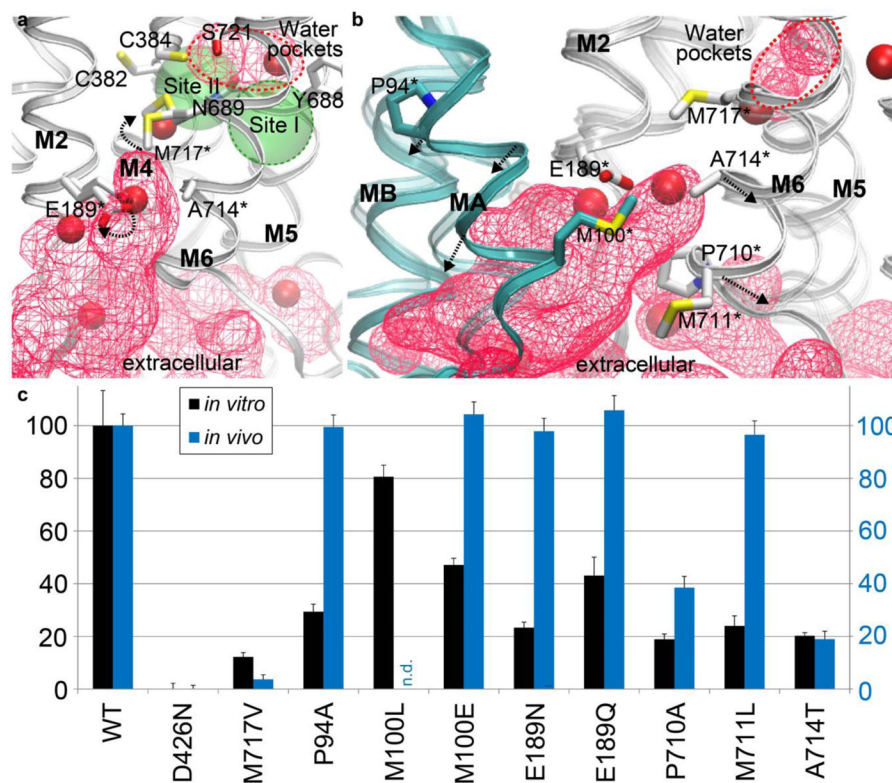 a
C384
S721
Water
pockets
C382
Site II
N689
Y688
M2
Site I
M717*
M4
E189*
A714*
M5
M6
extracellular
b
M2
Water
pockets
P94*
M717*
E189*
A714*
MB
MA
M6
M5
M100*
P710*
M711*
extracellular
c
in vitro
in vivo
100
80
60
40
20
0
100
80
60
40
20
0
n.d.
WT
D426N
M717V
P94A
M100L
M100E
E189N
E189Q
P710A
M711L
A714T